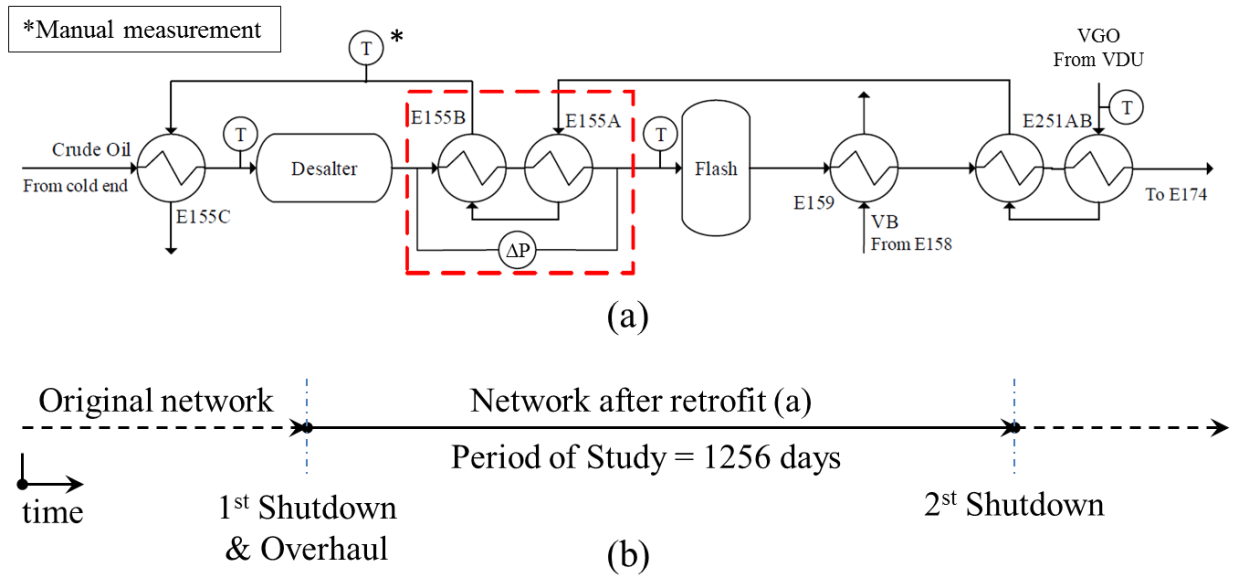 *Manual measurement
T *
VGO
From VDU
T
E155B
E155A
E251AB
T
T
Crude Oil
From cold end
Desalter
Flash
E155C
E159
VB
From E158
To E174
ΔP
(a)
Original network
Network after retrofit (a)
Period of Study = 1256 days
time
1st Shutdown
& Overhaul
2st Shutdown
(b)